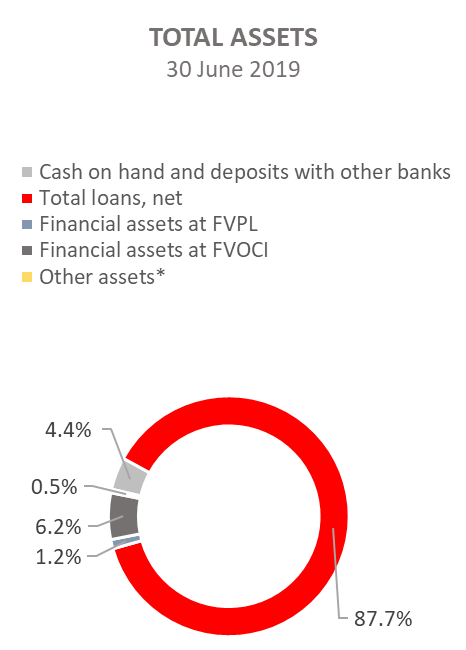 TOTAL ASSETS
30 June 2019
Cash on hand and deposits with other banks
Total loans, net
Financial assets at FVPL
Financial assets at FVOCI
Other assets*
4.4%
0.5%
6.2%
1.2%
87.7%